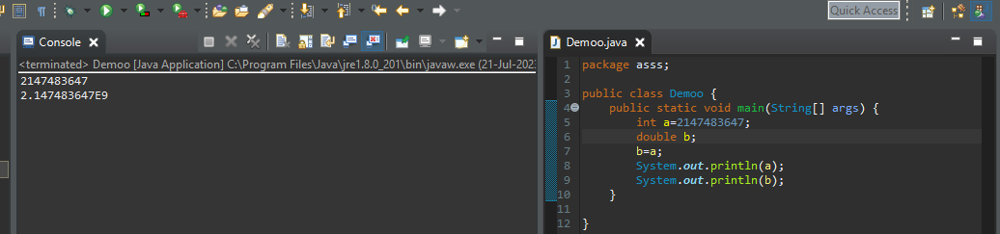 Quick Access
Console
<terminated> Demoo [Java Application] C:\Program Files\Java\jre1.8.0_201\bin\javaw.exe (21-Jul-202
2147483647
2.147483647E9
Demoo.java
1 package asss;
2
3 public class Demoo {
4 public static void main(String[] args) {
5 int a=2147483647;
6 double b;
7 b=a;
8 System.out.println(a);
9 System.out.println(b);
10 }
11
12 }